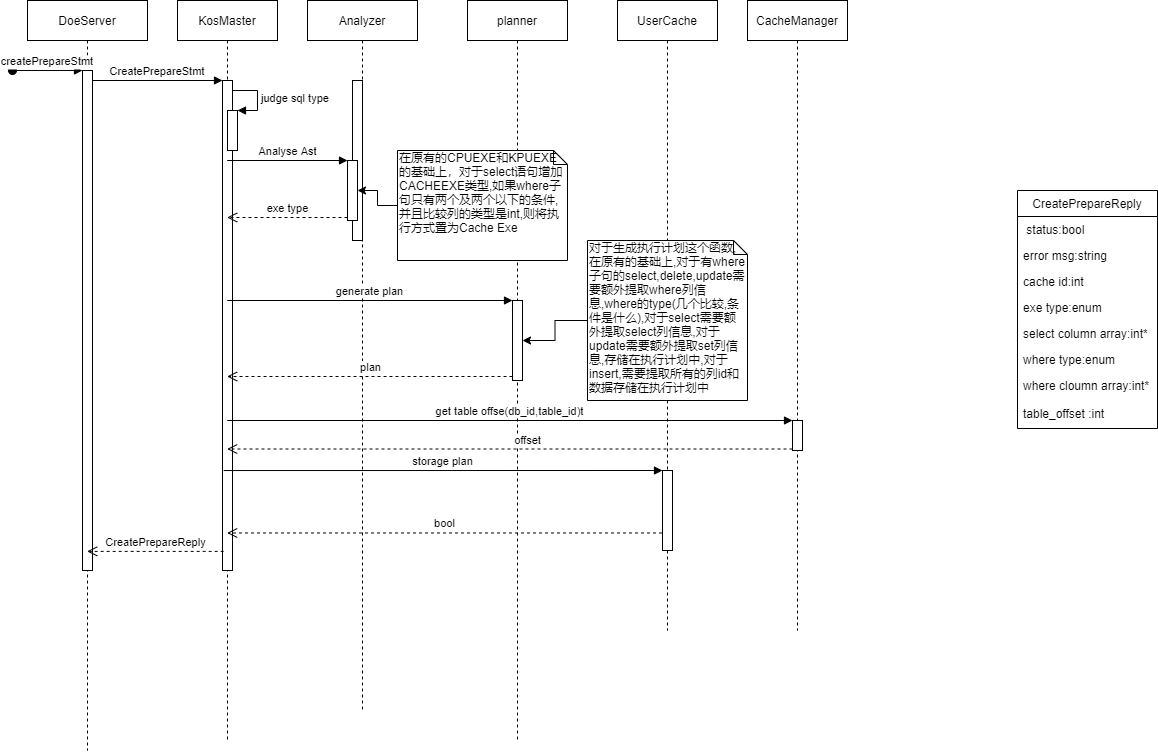 DoeServer
KosMaster
Analyzer
planner
UserCache
CacheManager
createPrepareStmt
CreatePrepareStmt
judge sql type
Analyse Ast
exe type
在原有的CPUEXE和KPUEXE
的基础上，对于select语句增加
CACHEEXE类型,如果where子
句只有两个及两个以下的条件,
并且比较列的类型是int,则将执
行方式置为Cache Exe
generate plan
plan
对于生成执行计划这个函数,
在原有的基础上,对于有where
子句的select,delete,update需
要额外提取where列信
息,where的type(几个比较,条
件是什么),对于select需要额
外提取select列信息,对于
update需要额外提取set列信
息,存储在执行计划中,对于
insert,需要提取所有的列id和
数据存储在执行计划中
get table offse(db_id,table_id)t
offset
storage plan
bool
CreatePrepareReply
CreatePrepareReply
status:bool
error msg:string
cache id:int
exe type:enum
select column array:int*
where type:enum
where cloumn array:int*
table_offset :int